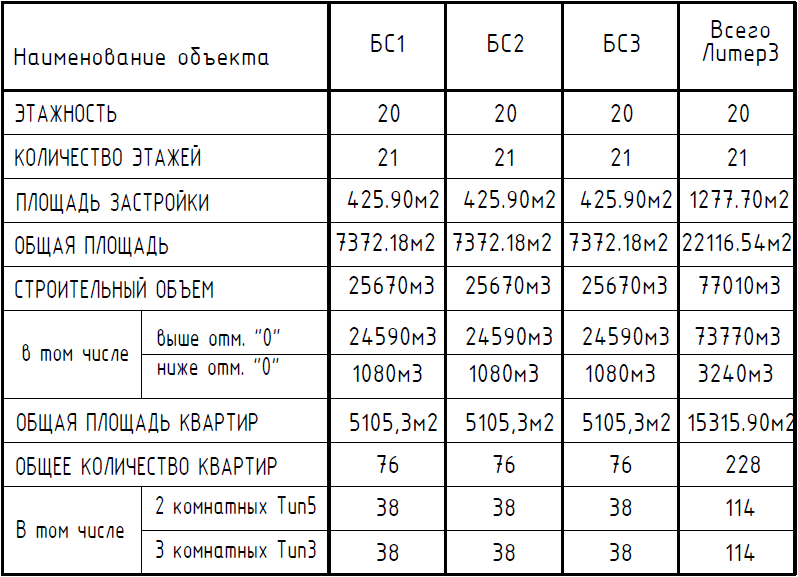 Наименование объекта БС1 БС2 БС3 Всего
Литер3
ЭТАЖНОСТЬ 20 20 20 20
КОЛИЧЕСТВО ЭТАЖЕЙ 21 21 21 21
ПЛОЩАДЬ ЗАСТРОЙКИ 425.90м2 425.90м2 425.90м2 1277.70м2
ОБЩАЯ ПЛОЩАДЬ 7372.18м2 7372.18м2 7372.18м2 22116.54м2
СТРОИТЕЛЬНЫЙ ОБЪЕМ 25670м3 25670м3 25670м3 77010м3
в том числе выше отм. "0" 24590м3 24590м3 24590м3 73770м3
ниже отм. "0" 1080м3 1080м3 1080м3 3240м3
ОБЩАЯ ПЛОЩАДЬ КВАРТИР 5105,3м2 5105,3м2 5105,3м2 15315.90м2
ОБЩЕЕ КОЛИЧЕСТВО КВАРТИР 76 76 76 228
В том числе 2 комнатных Тип5 38 38 38 114
3 комнатных Тип3 38 38 38 114